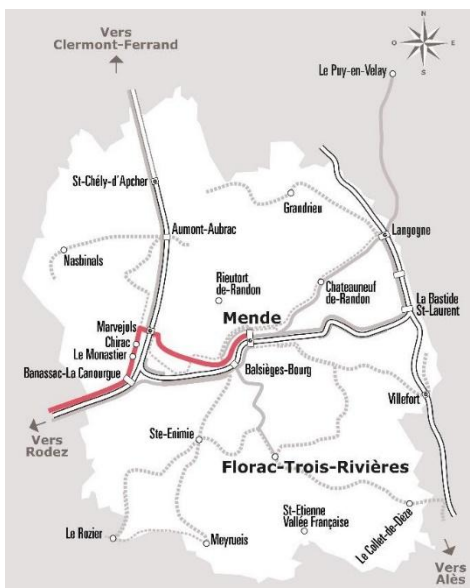 Vers
Clermont-Ferrand
N
O
E
S
Le Puy-en-Velay
St-Chély-d'Apcher
Grandrieu
Aumont-Aubrac
Langogne
Nasbinals
Rieutort
de-Randon
Chateauneuf
de-Randon
La Bastide
St-Laurent
Mende
Marvejols
Chirac
Le Monastier
Banassac-La Canourgue
Balsièges-Bourg
Villefort
Vers
Rodez
Ste-Enimie
Florac-Trois-Rivières
St-Etienne
Vallée Française
Le Collet-de-Dèze
Le Rozier
Meyrueis
Vers
Alès